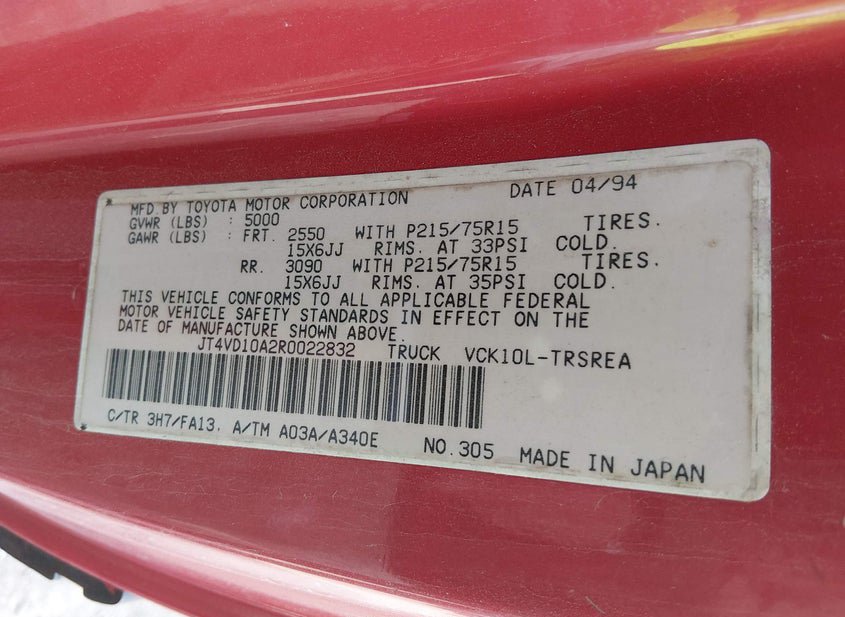 MFD.BY TOYOTA MOTOR CORPORATION DATE 04/94
GVWR (LBS) : 5000
GAWR (LBS) : FRT. 2550 WITH P215/75R15 TIRES.
15X6JJ RIMS. AT 33PSI COLD.
RR. 3090 WITH P215/75R15 TIRES.
15X6JJ RIMS. AT 35PSI COLD.
THIS VEHICLE CONFORMS TO ALL APPLICABLE FEDERAL
MOTOR VEHICLE SAFETY STANDARDS IN EFFECT ON THE
DATE OF MANUFACTURE SHOWN ABOVE.
JT4VD10A2R0022832 TRUCK VCK10L-TRSREA
C/TR 3H7/FA13, A/TM A03A/A340E NO.305 MADE IN JAPAN